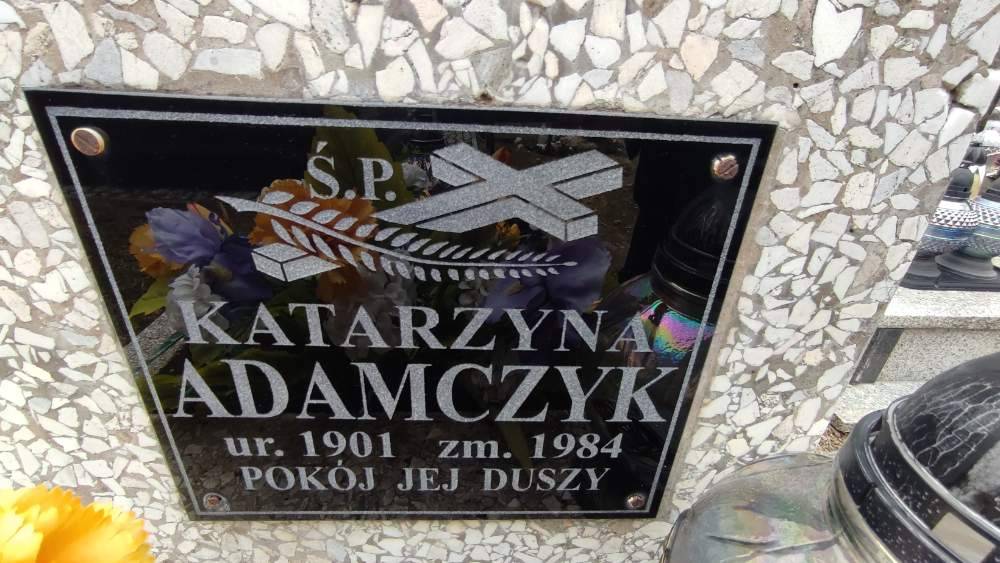 Ś.P.
KATARZYNA
ADAMCZYK
ur. 1901 zm. 1984
POKÓJ JEJ DUSZY